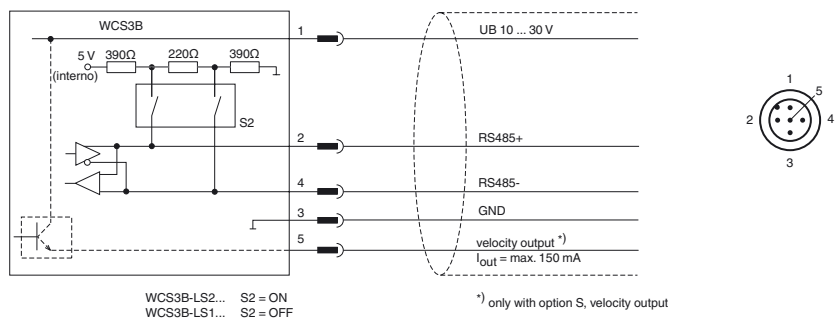 WCS3B
1
UB 10 ... 30 V
5 V
(interno)
390Ω
220Ω
390Ω
S2
2
RS485+
4
RS485-
3
GND
5
velocity output *)
Iout = max. 150 mA
1
5
2
4
3
WCS3B-LS2... S2 = ON
WCS3B-LS1... S2 = OFF
*) only with option S, velocity output